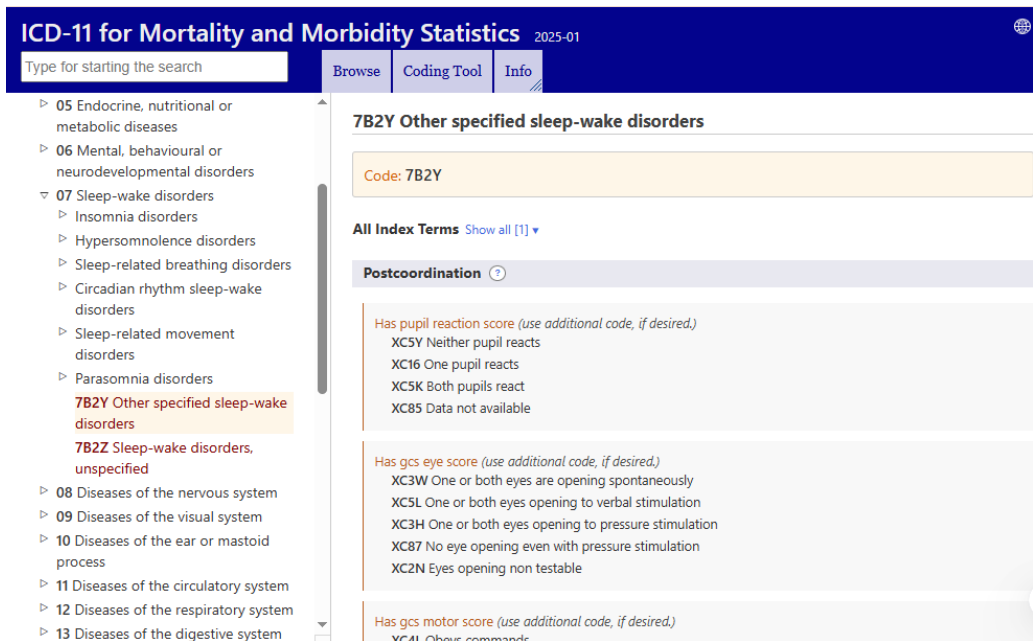 ICD-11 for Mortality and Morbidity Statistics 2025-01
Type for starting the search
Browse Coding Tool Info
05 Endocrine, nutritional or
metabolic diseases
06 Mental, behavioural or
neurodevelopmental disorders
07 Sleep-wake disorders
Insomnia disorders
Hypersomnolence disorders
Sleep-related breathing disorders
Circadian rhythm sleep-wake
disorders
Sleep-related movement
disorders
Parasomnia disorders
7B2Y Other specified sleep-wake
disorders
7B2Z Sleep-wake disorders,
unspecified
08 Diseases of the nervous system
09 Diseases of the visual system
10 Diseases of the ear or mastoid
process
11 Diseases of the circulatory system
12 Diseases of the respiratory system
13 Diseases of the digestive system
7B2Y Other specified sleep-wake disorders
Code: 7B2Y
All Index Terms Show all [1] ▾
Postcoordination ?
Has pupil reaction score (use additional code, if desired.)
XC5Y Neither pupil reacts
XC16 One pupil reacts
XC5K Both pupils react
XC85 Data not available
Has gcs eye score (use additional code, if desired.)
XC3W One or both eyes are opening spontaneously
XC5L One or both eyes opening to verbal stimulation
XC3H One or both eyes opening to pressure stimulation
XC87 No eye opening even with pressure stimulation
XC2N Eyes opening non testable
Has gcs motor score (use additional code, if desired.)
XC4L Obeys commands